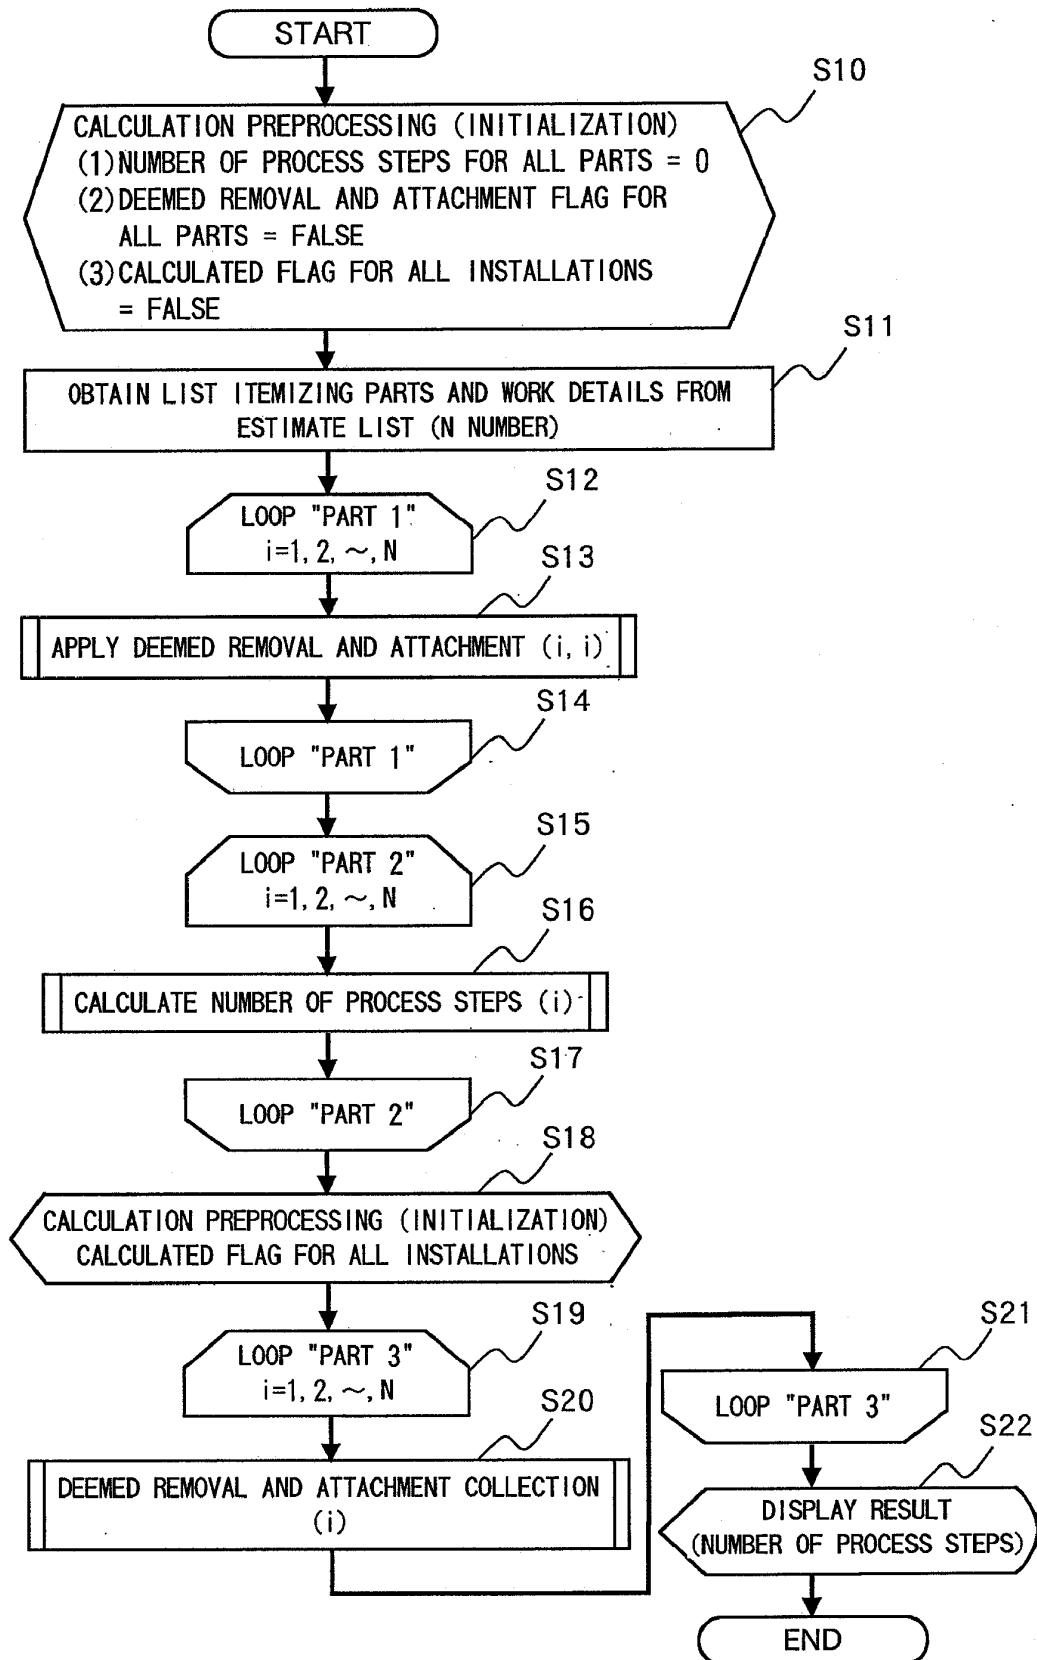 START
S10
CALCULATION PREPROCESSING (INITIALIZATION)
(1)NUMBER OF PROCESS STEPS FOR ALL PARTS = 0
(2)DEEMED REMOVAL AND ATTACHMENT FLAG FOR
ALL PARTS = FALSE
(3)CALCULATED FLAG FOR ALL INSTALLATIONS
= FALSE
S11
OBTAIN LIST ITEMIZING PARTS AND WORK DETAILS FROM
ESTIMATE LIST (N NUMBER)
S12
LOOP "PART 1"
i=1, 2, ～, N
S13
APPLY DEEMED REMOVAL AND ATTACHMENT (i, i)
S14
LOOP "PART 1"
S15
LOOP "PART 2"
i=1, 2, ～, N
S16
CALCULATE NUMBER OF PROCESS STEPS (i)
S17
LOOP "PART 2"
S18
CALCULATION PREPROCESSING (INITIALIZATION)
CALCULATED FLAG FOR ALL INSTALLATIONS
S19
LOOP "PART 3"
i=1, 2, ～, N
S20
DEEMED REMOVAL AND ATTACHMENT COLLECTION
(i)
S21
LOOP "PART 3"
S22
DISPLAY RESULT
(NUMBER OF PROCESS STEPS)
END